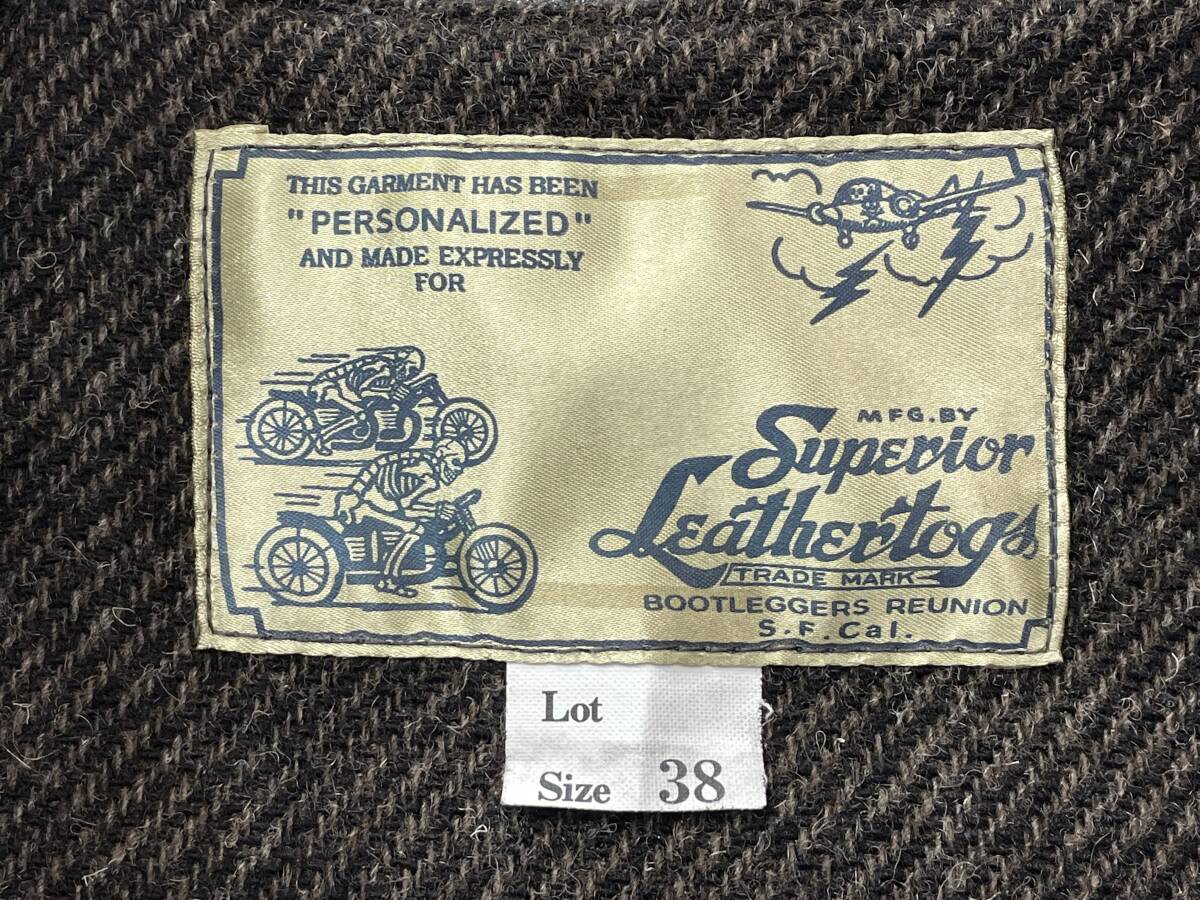 THIS GARMENT HAS BEEN
"PERSONALIZED"
AND MADE EXPRESSLY
FOR
MFG.BY
Superior
Leathertogs
TRADE MARK
BOOTLEGGERS REUNION
S.F.Cal.
Lot
Size 38